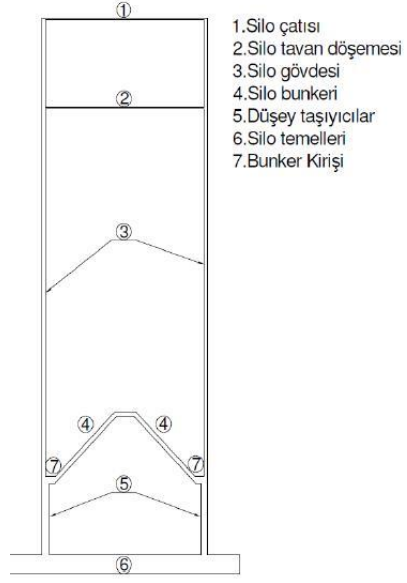 ①
1.Silo çatısı
2.Silo tavan döşemesi
3.Silo gövdesi
4.Silo bunkeri
5.Düşey taşıyıcılar
6.Silo temelleri
7.Bunker Kirişi
②
③
④ ④
⑦ ⑦
⑤
⑥